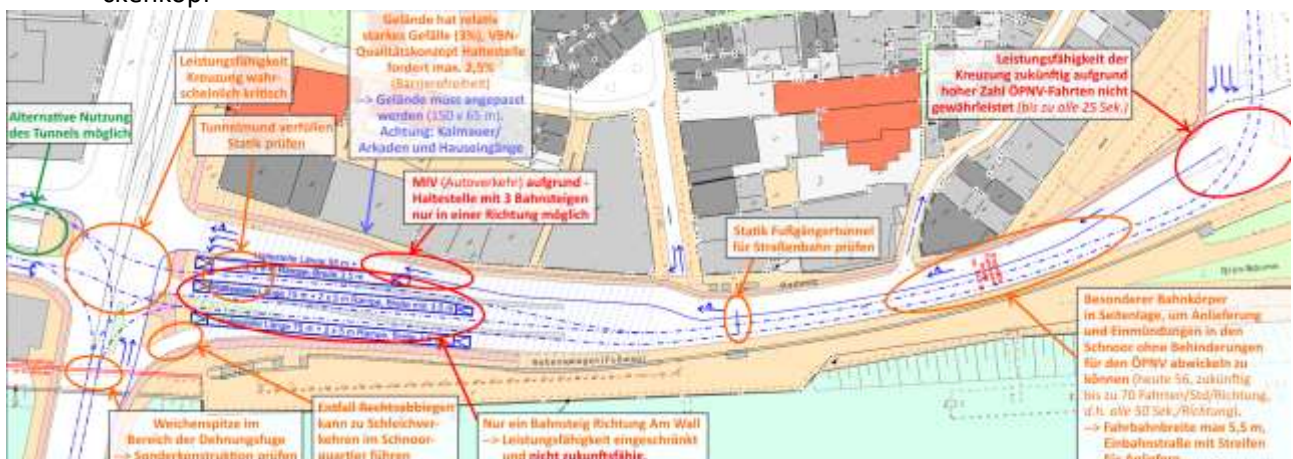 ckenkopf
Gelände hat relativ
starkes Gefälle (3%), VBN-
Qualitätskonzept Haltestelle
fordert max. 2,5%
(Barrierefreiheit)
--> Gelände muss angepasst
werden (150 x 65 m).
Achtung:
Arkaden und Hauseingänge
Leistungsfähigkeit
Kreuzung wahr-
scheinlich kritisch
Alternative Nutzung
des Tunnels möglich
Tunnelmund verfüllen
Statik prüfen
MIV (Autoverkehr) aufgrund -
Haltestelle mit 3 Bahnsteigen
nur in einer Richtung möglich
Leistungsfähigkeit der
Kreuzung zukünftig aufgrund
hoher Zahl ÖPNV-Fahrten nicht
gewährleistet (bis zu alle 25 Sek.)
Statik Fußgängertunnel
für Straßenbahn prüfen
Besonderer Bahnkörper
in Seitenlage, um Anlieferung
und Einmündungen in den
Schnoor ohne Behinderungen
für den ÖPNV abwickeln zu
können (heute 56, zukünftig
bis zu 70 Fahrten/Std/Richtung,
d.h. alle 50 Sek./Richtung).
--> Fahrbahnbreite max 5,5 m,
Einbahnstraße mit Streifen
für Anliefern
Weichenspitze im
Bereich der Dehnungsfuge
--> Sonderkonstruktion prüfen
Entfall Rechtsabbiegen
kann zu Schleichver-
kehren im Schnoor-
quartier führen
Nur ein Bahnsteig Richtung Am Wall
--> Leistungsfähigkeit eingeschränkt
und nicht zukunftsfähig.